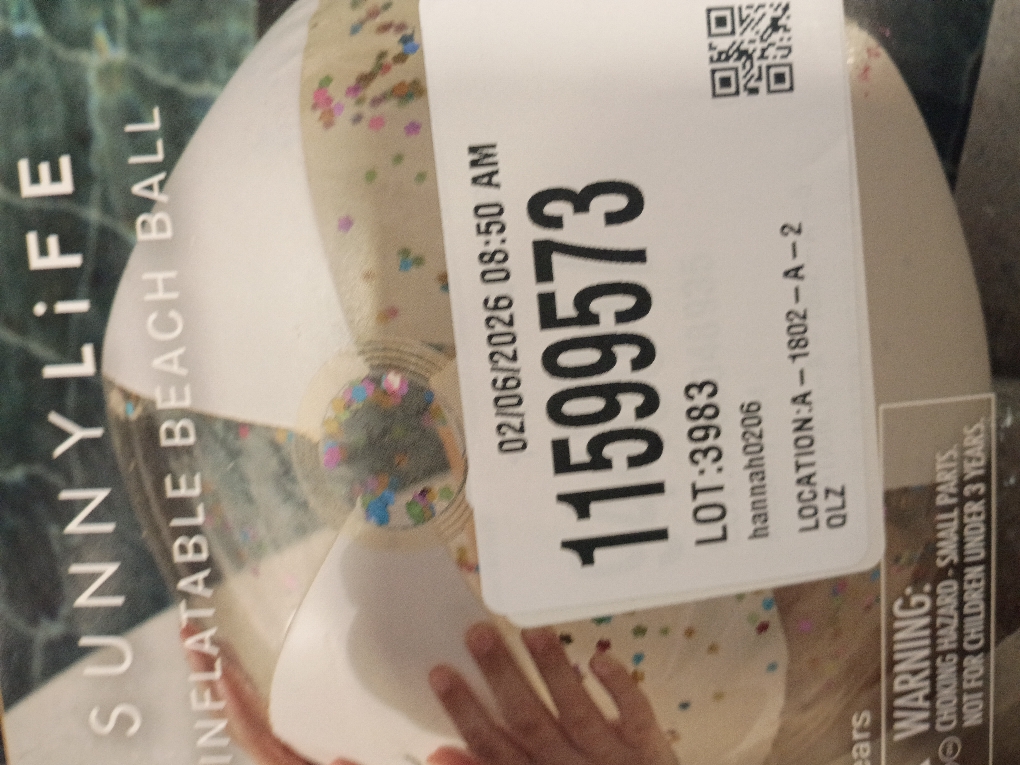 SUNNYLiFE
INFLATABLE BEACH BALL
02/06/2026 08:50 AM
11599573
LOT:3983
hannah0206
LOCATION:A-1802-A-2
QLZ
ears
WARNING:
CHOKING HAZARD - SMALL PARTS.
NOT FOR CHILDREN UNDER 3 YEARS.